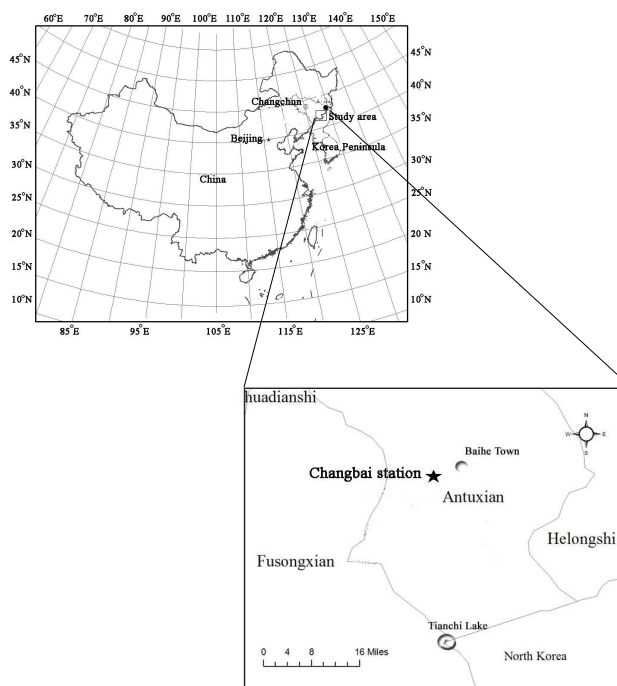 60°E 70°E 80°E 90°E 100°E 110°E 120°E 130°E 140°E 150°E
45°N 45°N
40°N 40°N
Changchun
35°N Study area 35°N
Beijing
Korea Peninsula
30°N 30°N
China
25°N 25°N
20°N 20°N
15°N 15°N
10°N 10°N
85°E 95°E 105°E 115°E 125°E
huadianshi
N
W E
S
Baihe Town
Changbai station
Antuxian
Helongshi
Fusongxian
Tianchi Lake
North Korea
0 4 8 16 Miles